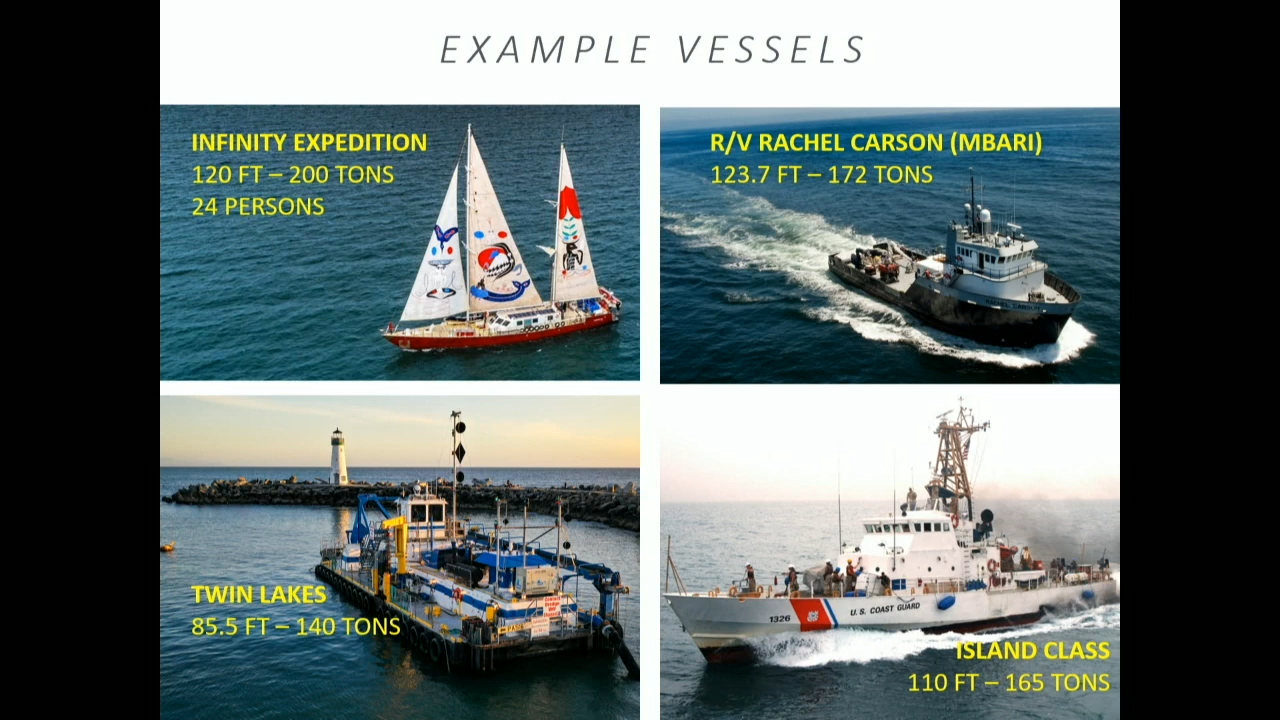 EXAMPLE VESSELS
INFINITY EXPEDITION
120 FT – 200 TONS
24 PERSONS
R/V RACHEL CARSON (MBARI)
123.7 FT – 172 TONS
TWIN LAKES
85.5 FT – 140 TONS
1326
U.S. COAST GUARD
ISLAND CLASS
110 FT – 165 TONS